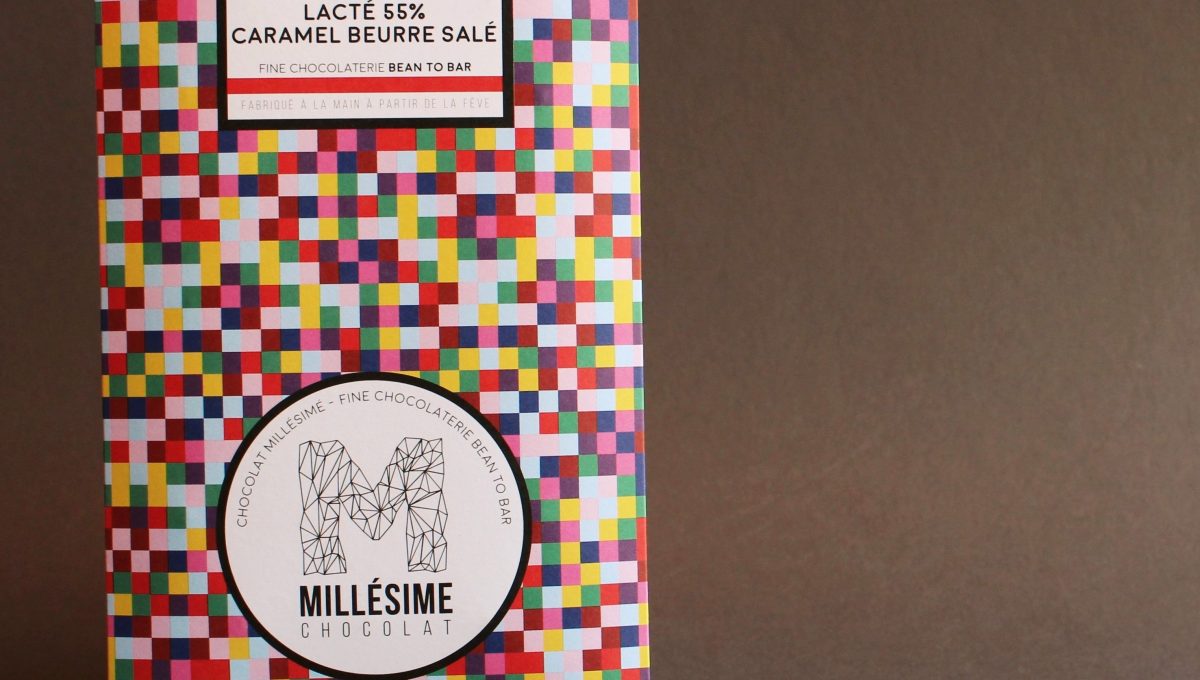 LACTÉ 55%
CARAMEL BEURRE SALÉ
FINE CHOCOLATERIE BEAN TO BAR
FABRIQUÉ À LA MAIN À PARTIR DE LA FÈVE
CHOCOLAT MILLÉSIMÉ - FINE CHOCOLATERIE BEAN TO BAR
M
MILLÉSIME
CHOCOLAT